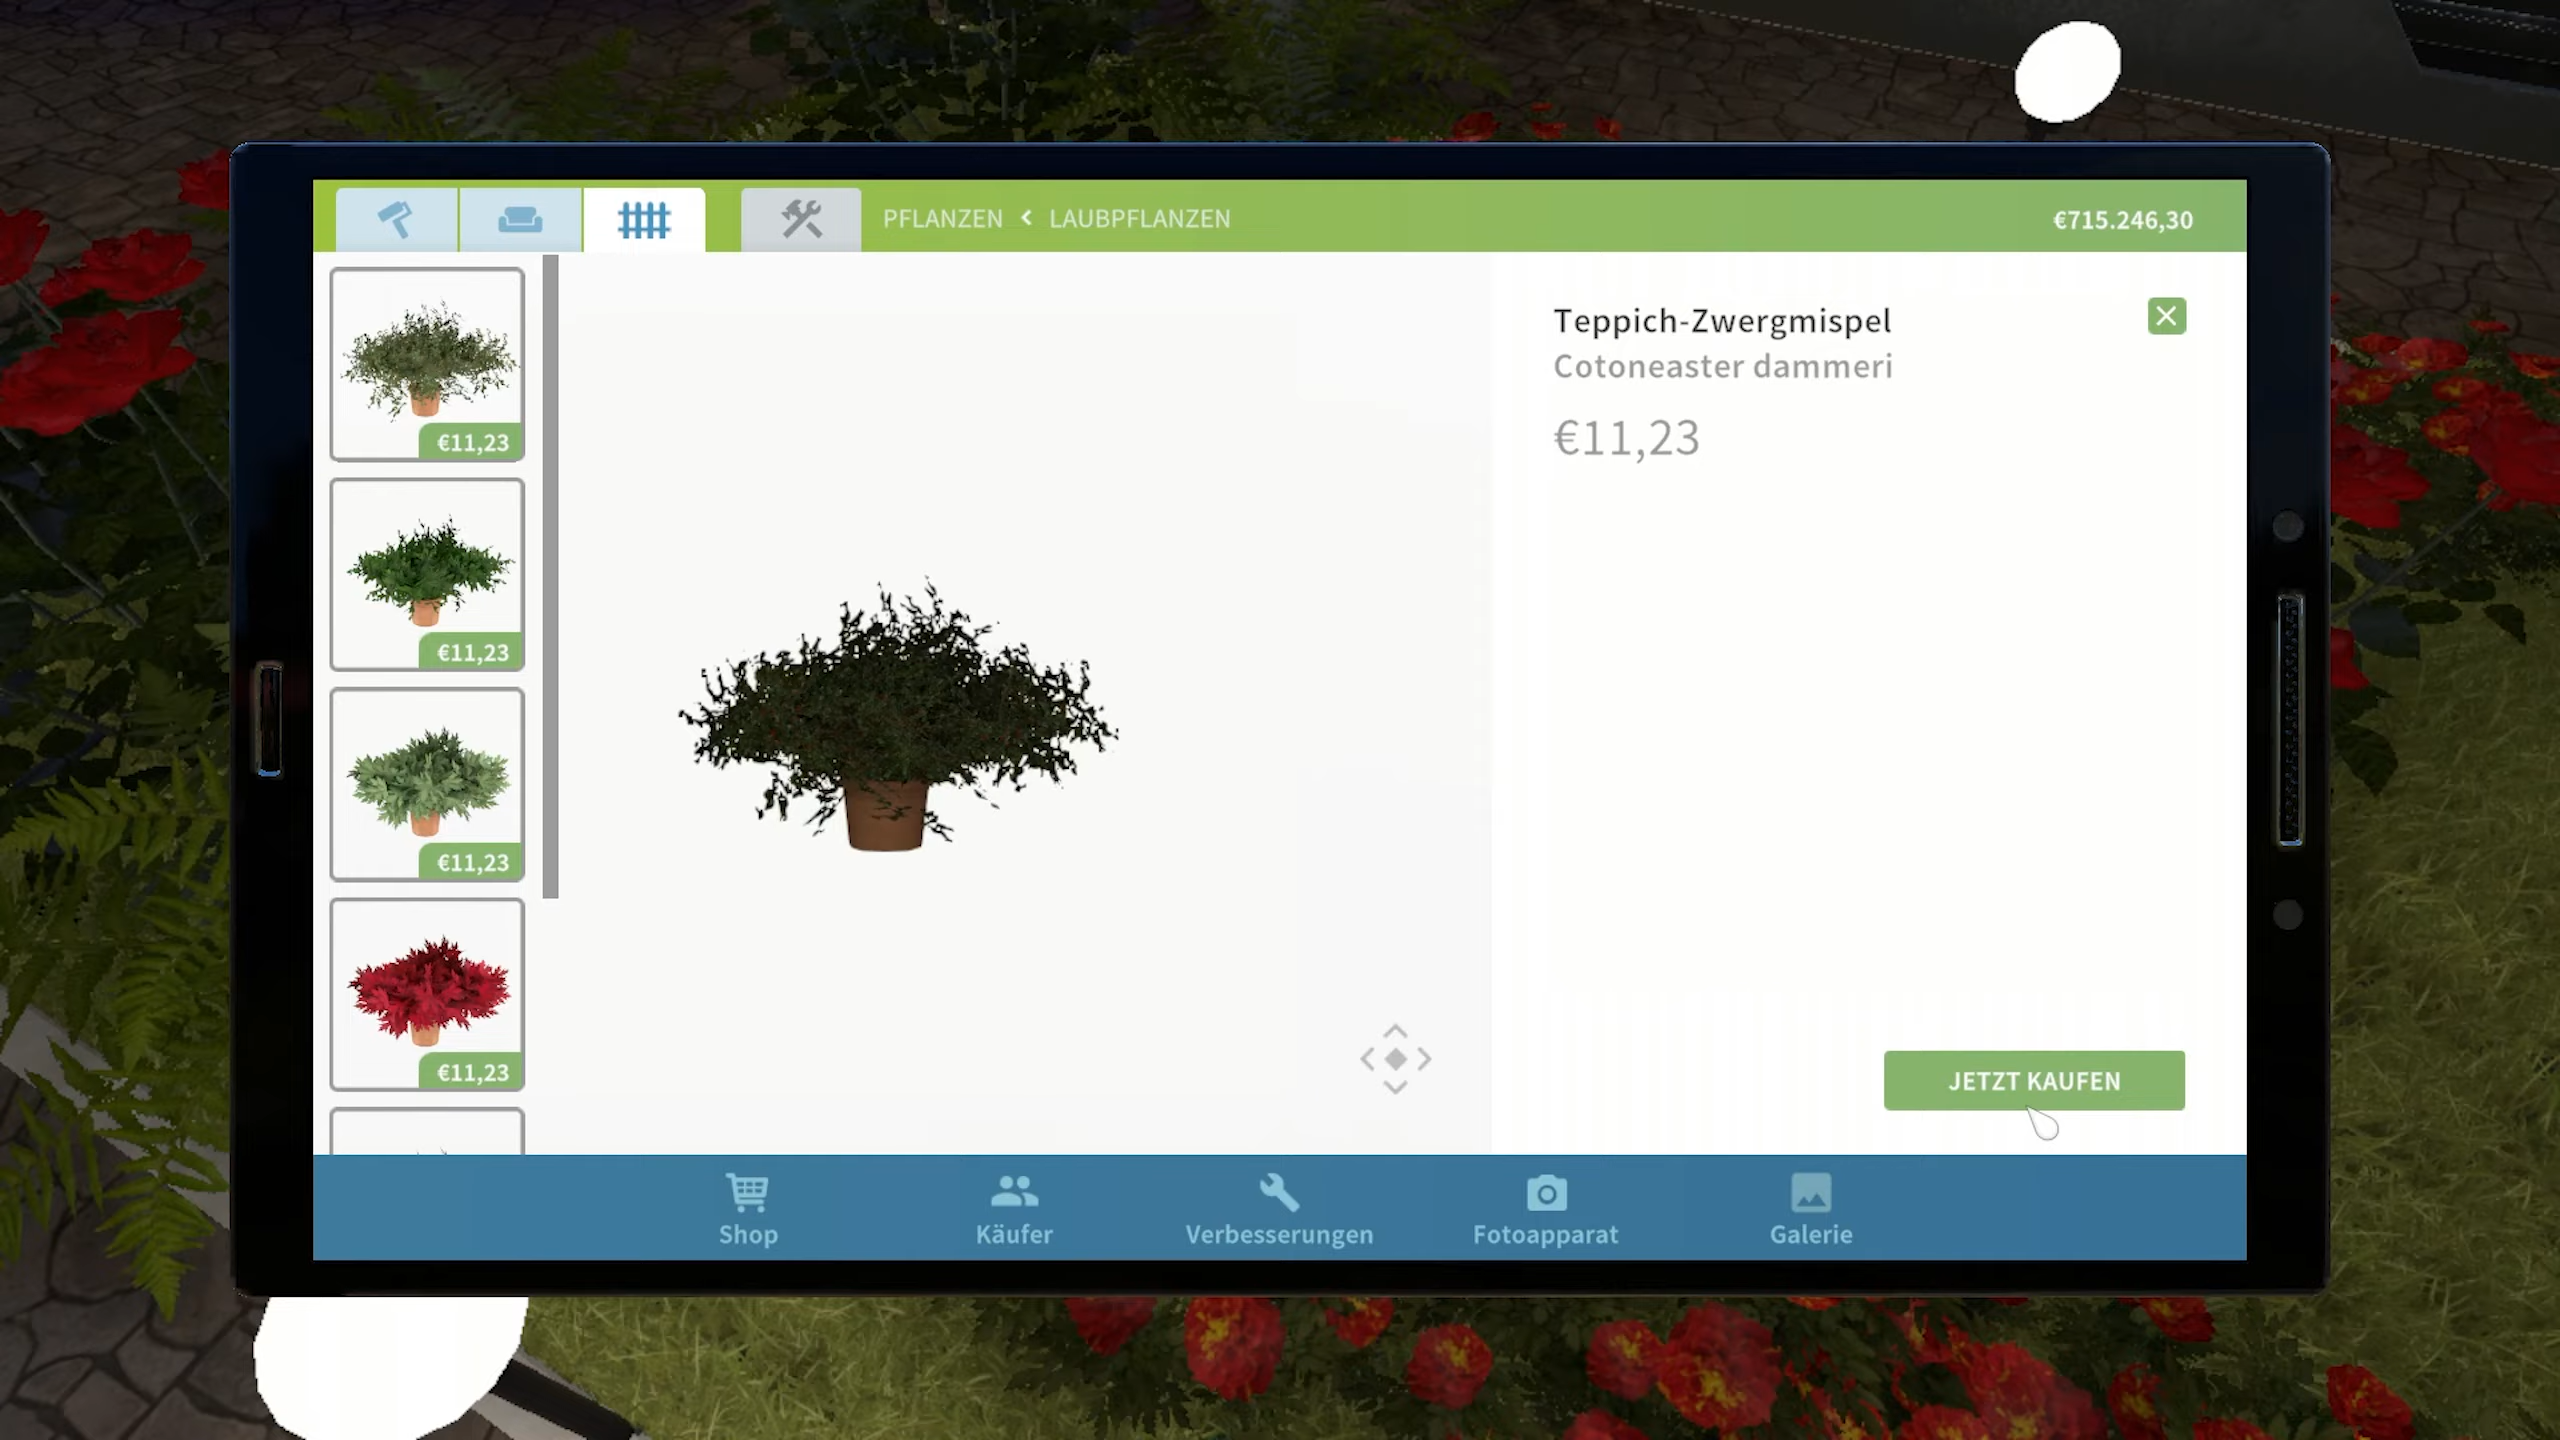 PFLANZEN < LAUBPFLANZEN
€715.246,30
€11,23
€11,23
€11,23
€11,23
Teppich-Zwergmispel
Cotoneaster dammeri
€11,23
JETZT KAUFEN
Shop
Käufer
Verbesserungen
Fotoapparat
Galerie